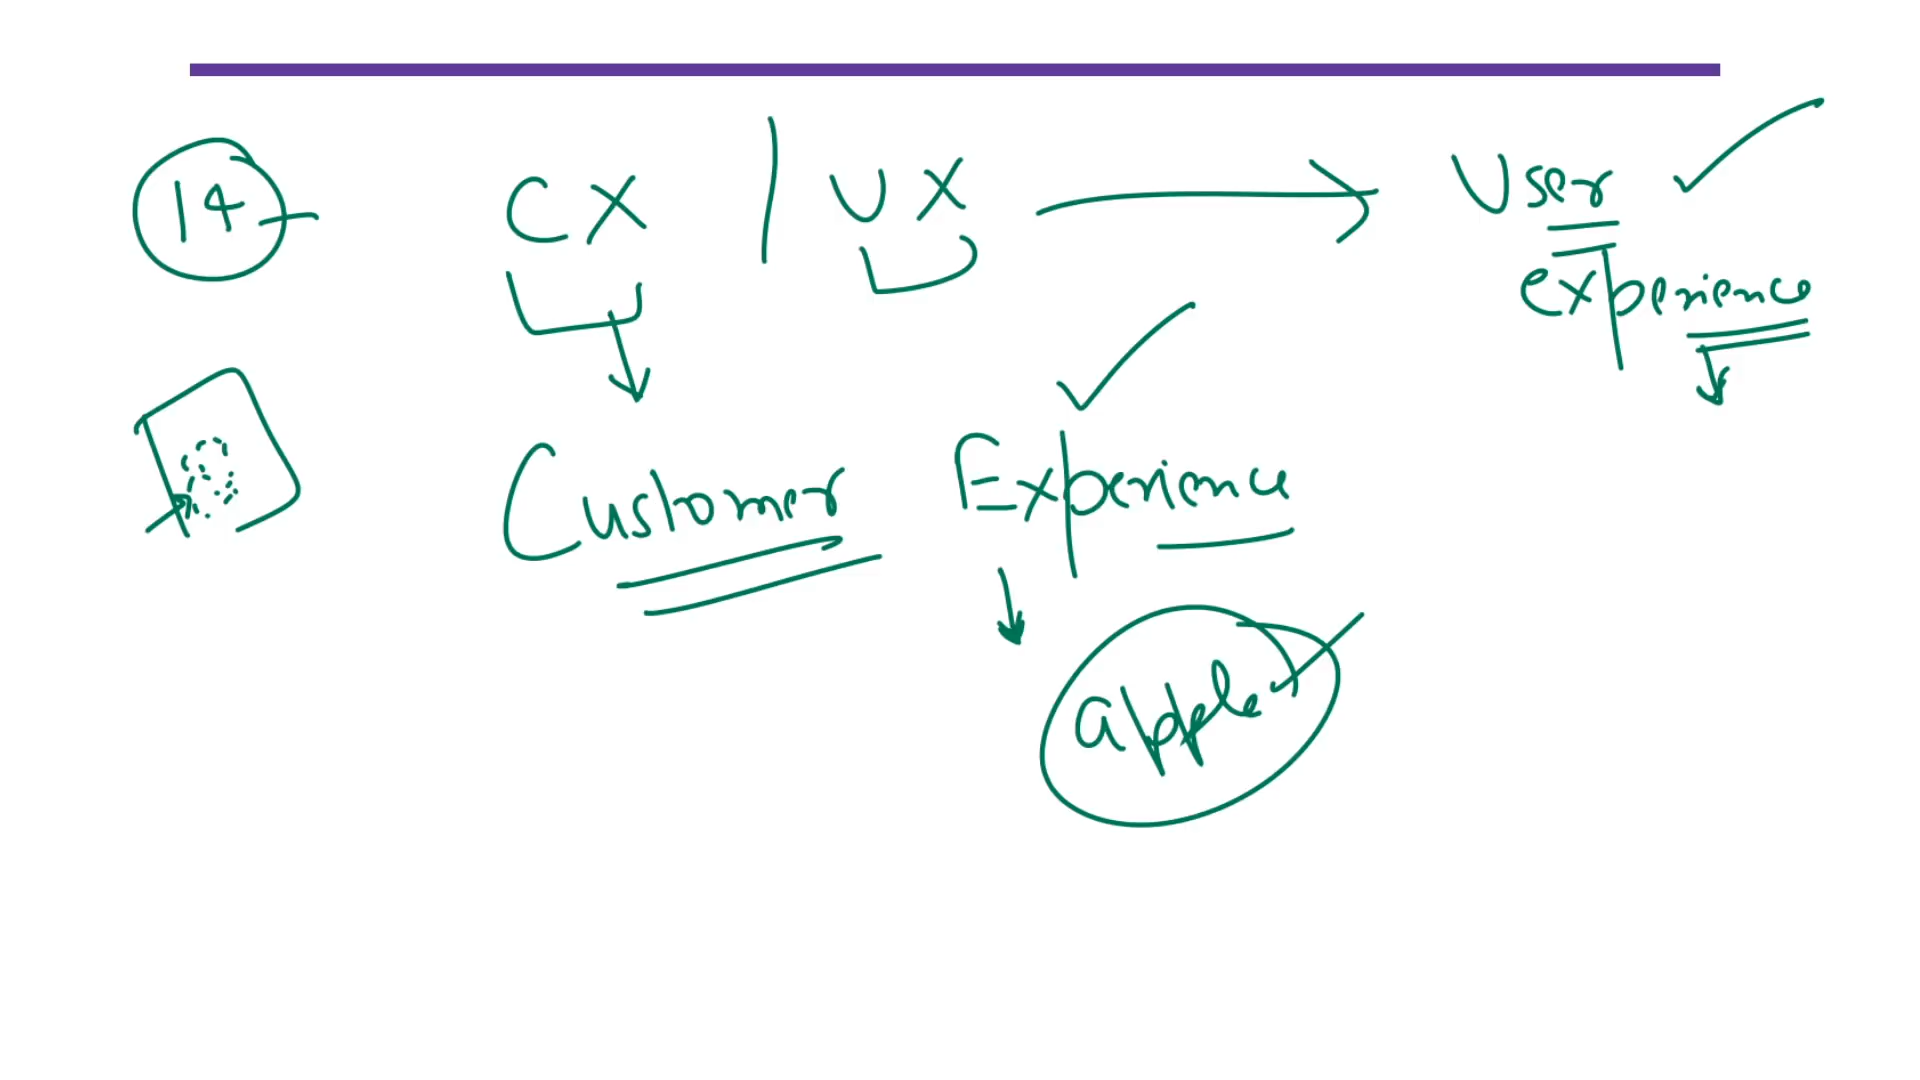 14
CX | UX → User
experience
Customer Experience
apple